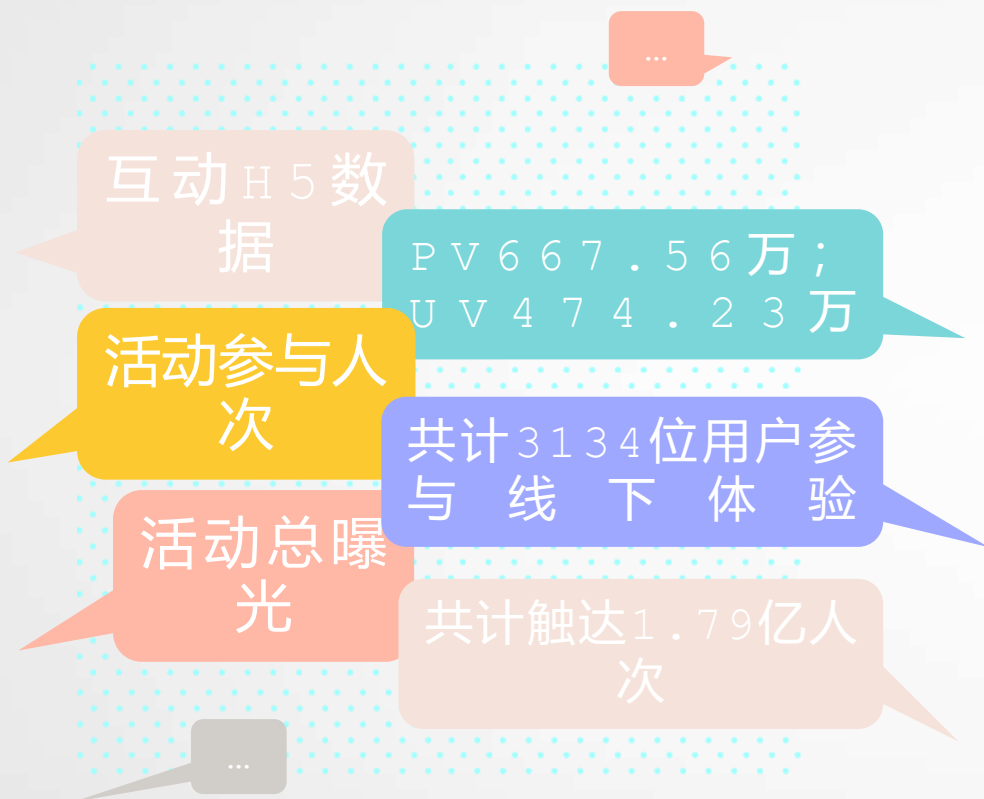 ...
互动H5数
据
PV667.56万；
UV474.23万
活动参与人
次
共计3134位用户参
与线下体验
活动总曝
光
共计触达1.79亿人
次
...